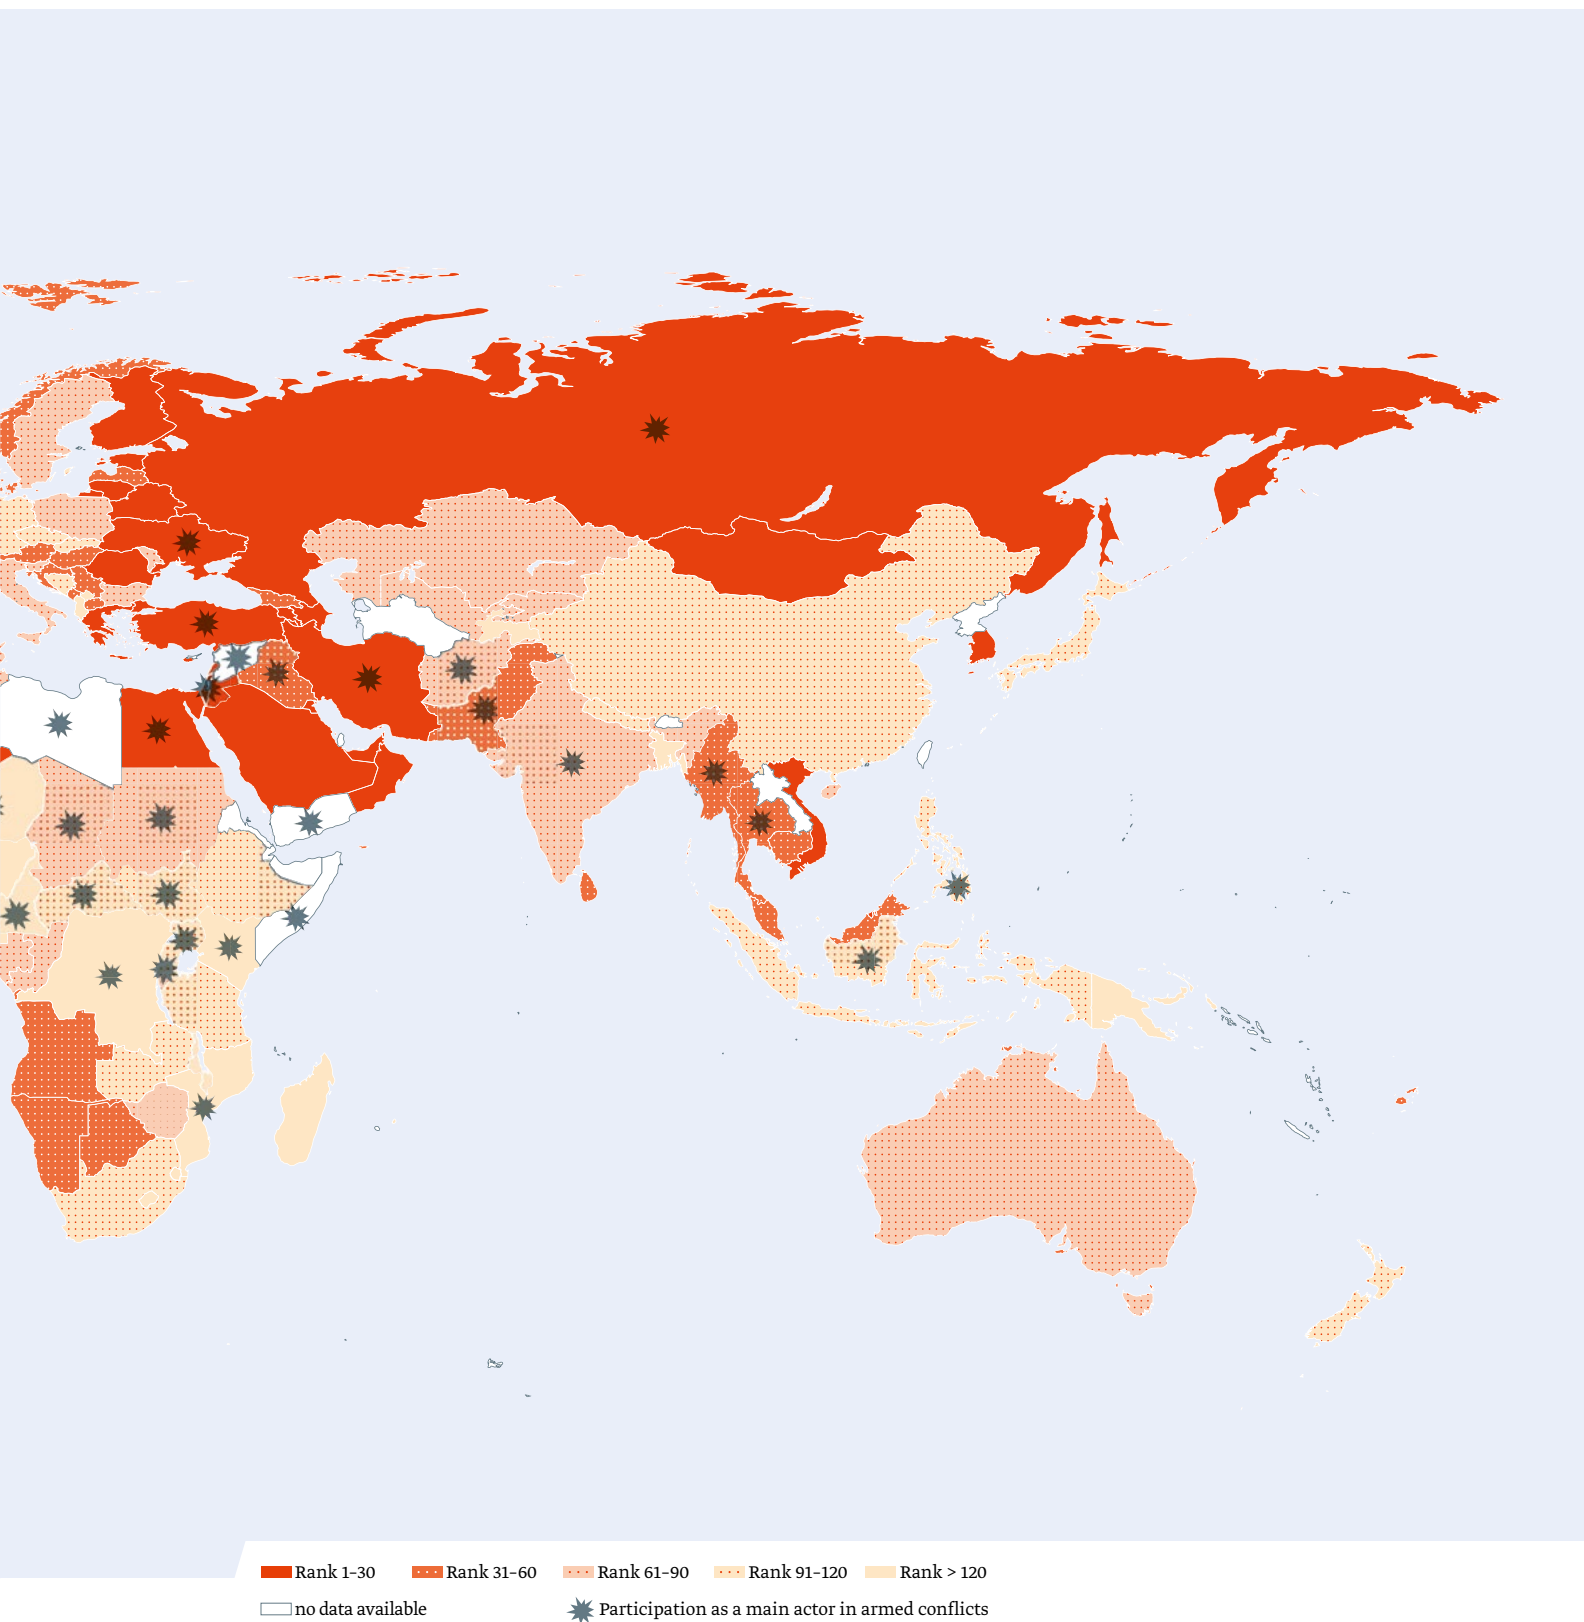 Rank 1–30 Rank 31–60 Rank 61–90 Rank 91–120 Rank > 120
no data available Participation as a main actor in armed conflicts